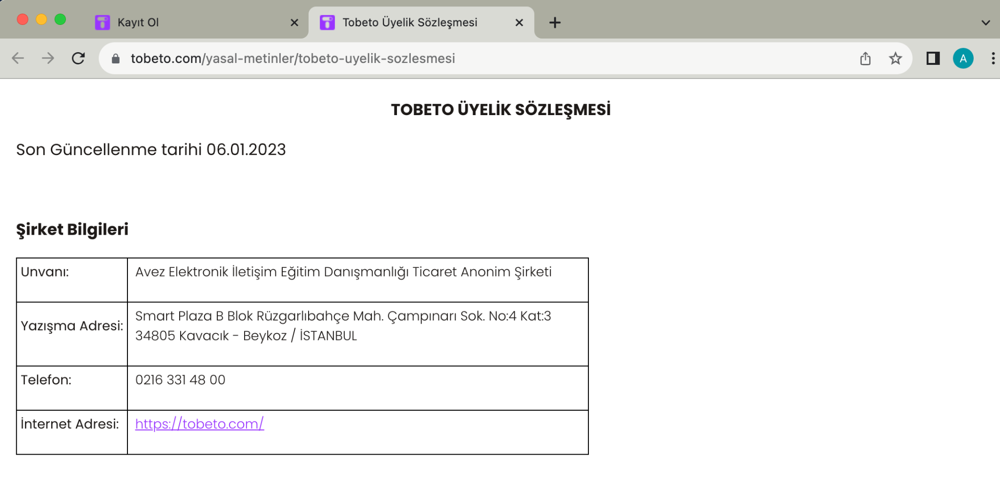 Kayıt Ol
Tobeto Üyelik Sözleşmesi
tobeto.com/yasal-metinler/tobeto-uyelik-sozlesmesi
A
TOBETO ÜYELİK SÖZLEŞMESİ
Son Güncellenme tarihi 06.01.2023
Şirket Bilgileri
Unvanı:
Avez Elektronik İletişim Eğitim Danışmanlığı Ticaret Anonim Şirketi
Yazışma Adresi:
Smart Plaza B Blok Rüzgarlıbahçe Mah. Çampınarı Sok. No:4 Kat:3
34805 Kavacık - Beykoz / İSTANBUL
Telefon:
0216 331 48 00
İnternet Adresi:
https://tobeto.com/